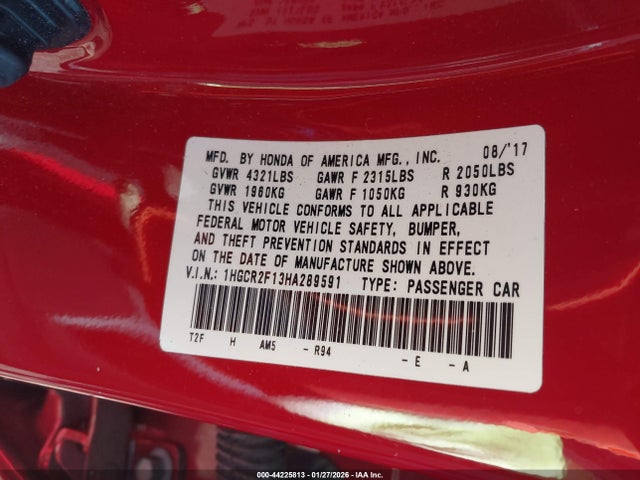 MFD. BY HONDA OF AMERICA MFG., INC. 08/'17
GVWR 4321LBS GAWR F 2315LBS R 2050LBS
GVWR 1960KG GAWR F 1050KG R 930KG
THIS VEHICLE CONFORMS TO ALL APPLICABLE
FEDERAL MOTOR VEHICLE SAFETY, BUMPER,
AND THEFT PREVENTION STANDARDS IN EFFECT
ON THE DATE OF MANUFACTURE SHOWN ABOVE.
V.I.N.: 1HGCR2F13HA289591 TYPE: PASSENGER CAR
T2F H AM5 - R94 - E - A
000-44225813 - 01/27/2026 - IAA Inc.